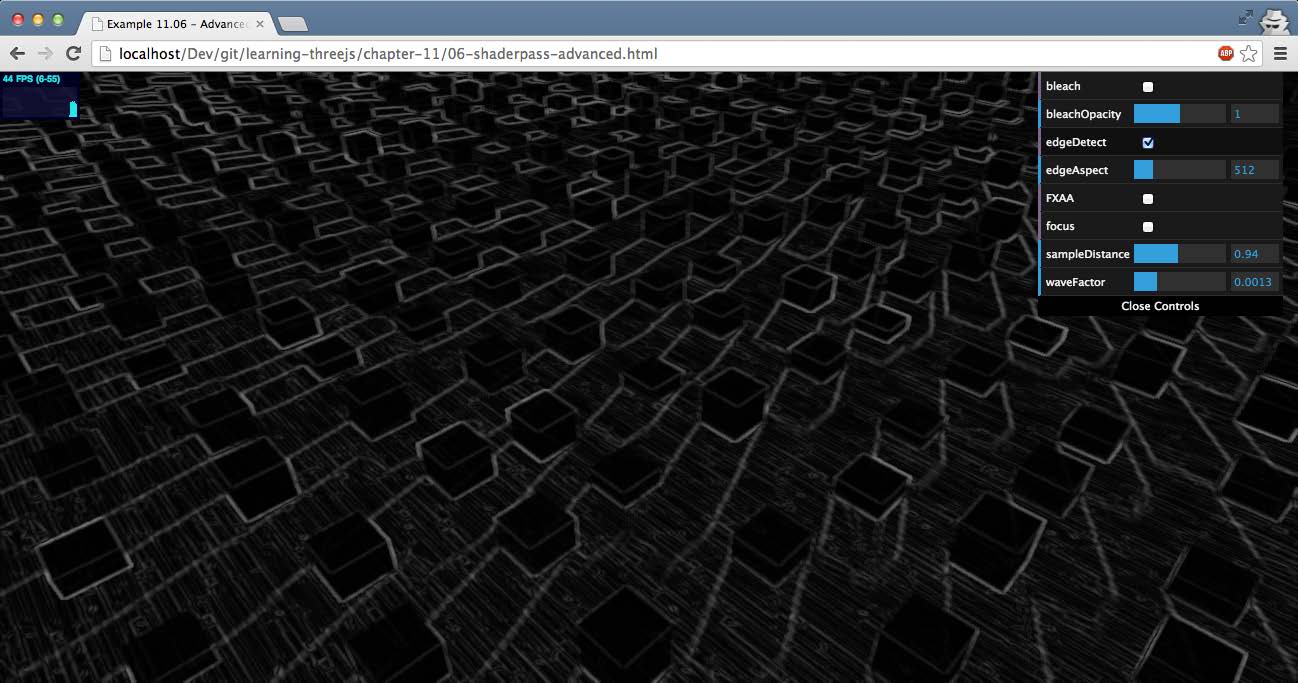 Example 11.06 - Advanced
localhost/Dev/git/learning-threejs/chapter-11/06-shaderpass-advanced.html
ABP
44 FPS (6-55)
bleach
bleachOpacity 1
edgeDetect
edgeAspect 512
FXAA
focus
sampleDistance 0.94
waveFactor 0.0013
Close Controls